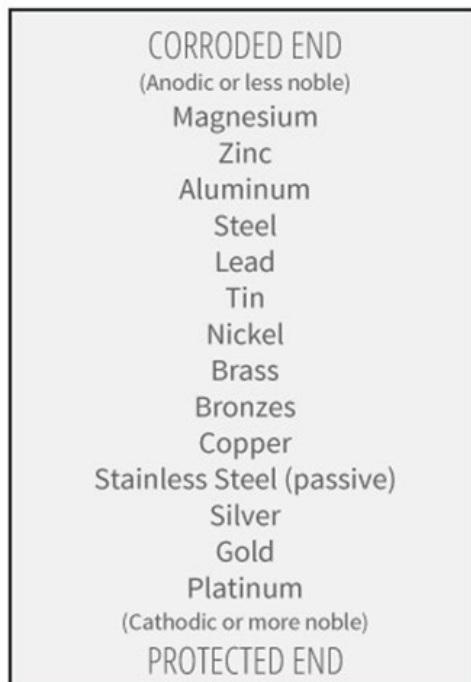 CORRODED END
(Anodic or less noble)
Magnesium
Zinc
Aluminum
Steel
Lead
Tin
Nickel
Brass
Bronzes
Copper
Stainless Steel (passive)
Silver
Gold
Platinum
(Cathodic or more noble)
PROTECTED END